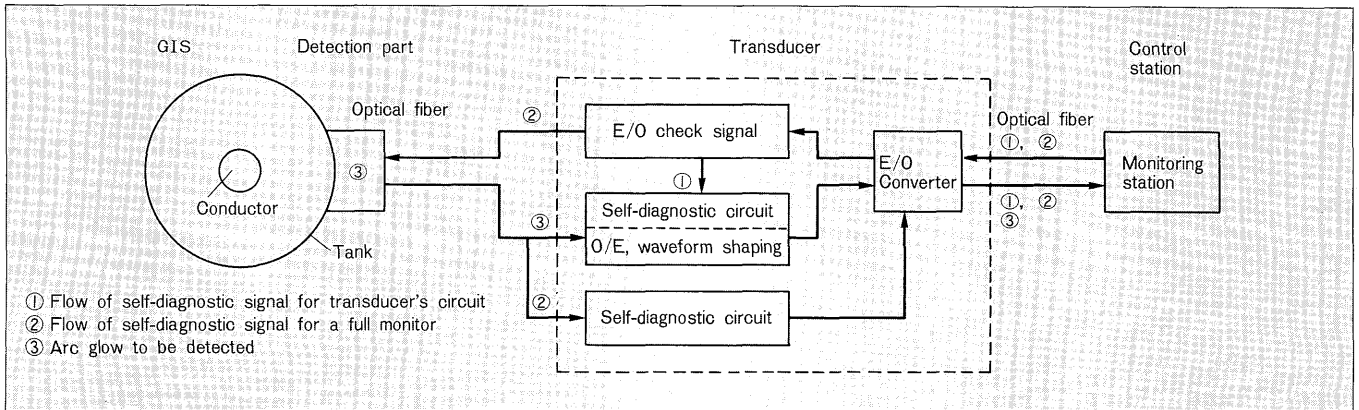 GIS
Detection part
Transducer
Control
station
Optical fiber
②
E/O check signal
Optical fiber
①, ②
③
①
E/O
Converter
Monitoring
station
Conductor
Self-diagnostic circuit
③
O/E, waveform shaping
①, ②
③
Tank
②
Self-diagnostic circuit
① Flow of self-diagnostic signal for transducer's circuit
② Flow of self-diagnostic signal for a full monitor
③ Arc glow to be detected